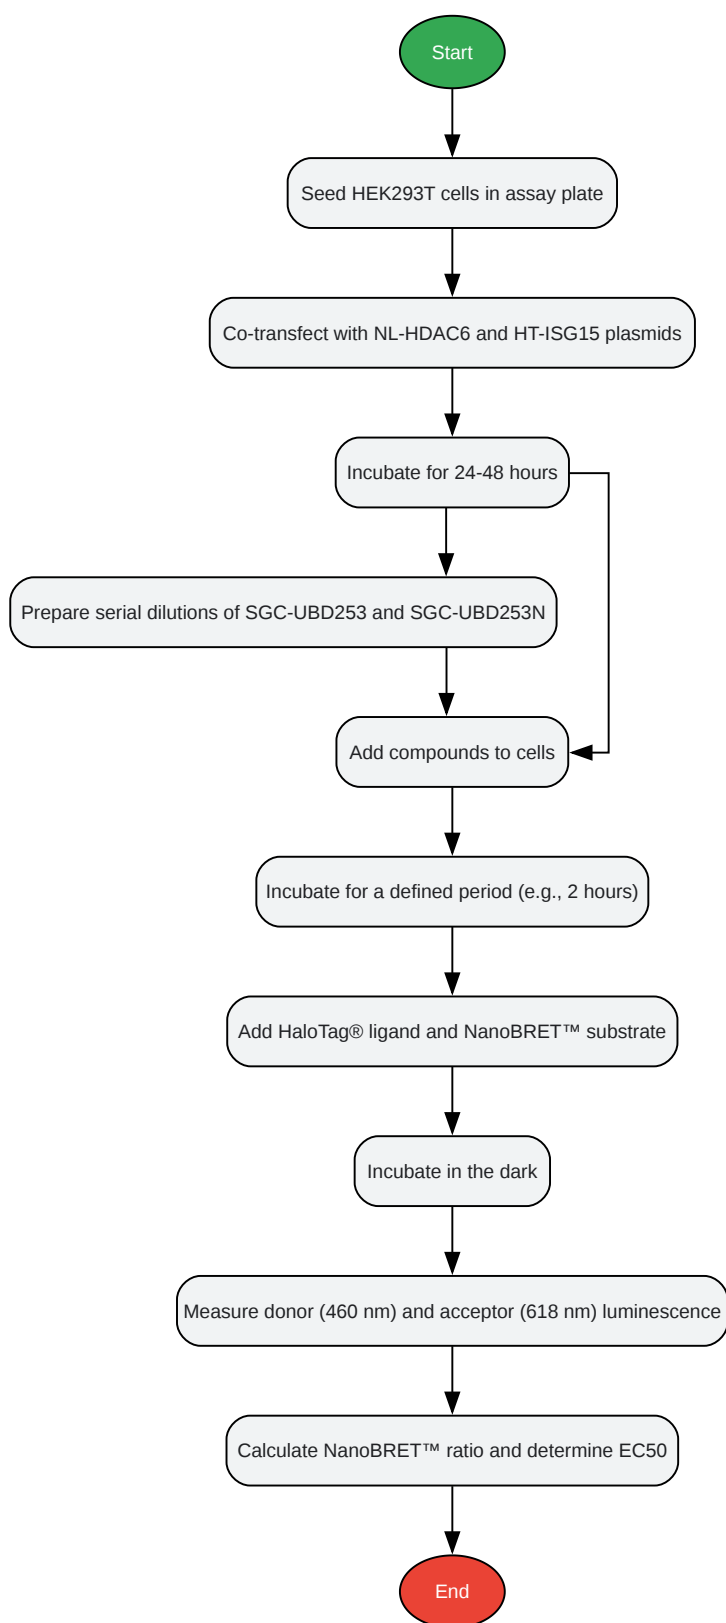 Start
Seed HEK293T cells in assay plate
Co-transfect with NL-HDAC6 and HT-ISG15 plasmids
Incubate for 24-48 hours
Prepare serial dilutions of SGC-UBD253 and SGC-UBD253N
Add compounds to cells
Incubate for a defined period (e.g., 2 hours)
Add HaloTag® ligand and NanoBRET™ substrate
Incubate in the dark
Measure donor (460 nm) and acceptor (618 nm) luminescence
Calculate NanoBRET™ ratio and determine EC50
End